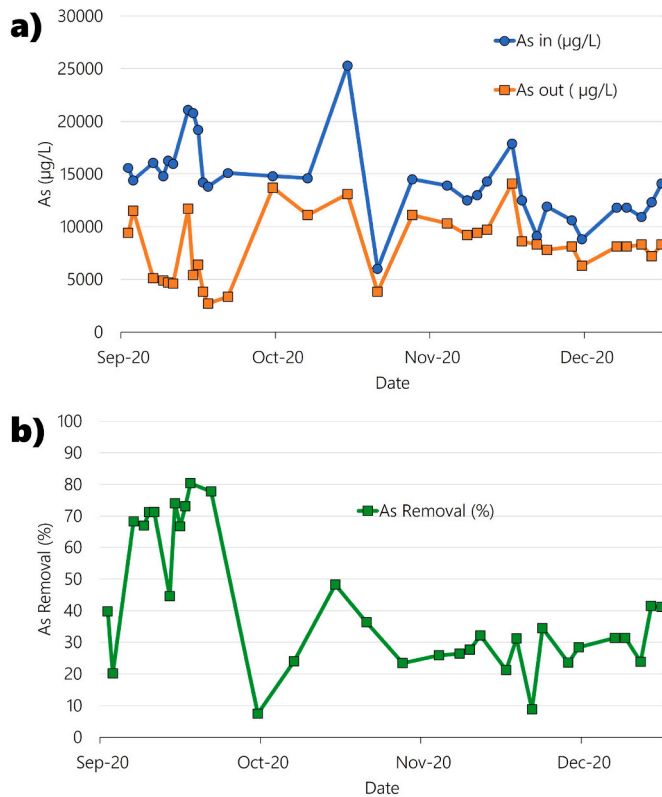 a)
30000
25000
20000
15000
10000
5000
0
As (µg/L)
As in (µg/L)
As out ( µg/L)
Sep-20 Oct-20 Nov-20 Dec-20
Date
b)
100
90
80
70
60
50
40
30
20
10
0
As Removal (%)
As Removal (%)
Sep-20 Oct-20 Nov-20 Dec-20
Date